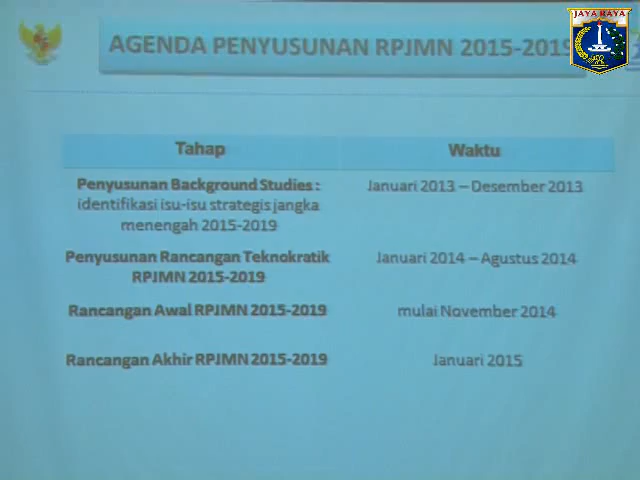 AGENDA PENYUSUNAN RPJMN 2015-2019
JAYA RAYA
Tahap
Waktu
Penyusunan Background Studies :
identifikasi isu-isu strategis jangka
menengah 2015-2019
Januari 2013 – Desember 2013
Penyusunan Rancangan Teknokratik
RPJMN 2015-2019
Januari 2014 – Agustus 2014
Rancangan Awal RPJMN 2015-2019
mulai November 2014
Rancangan Akhir RPJMN 2015-2019
Januari 2015